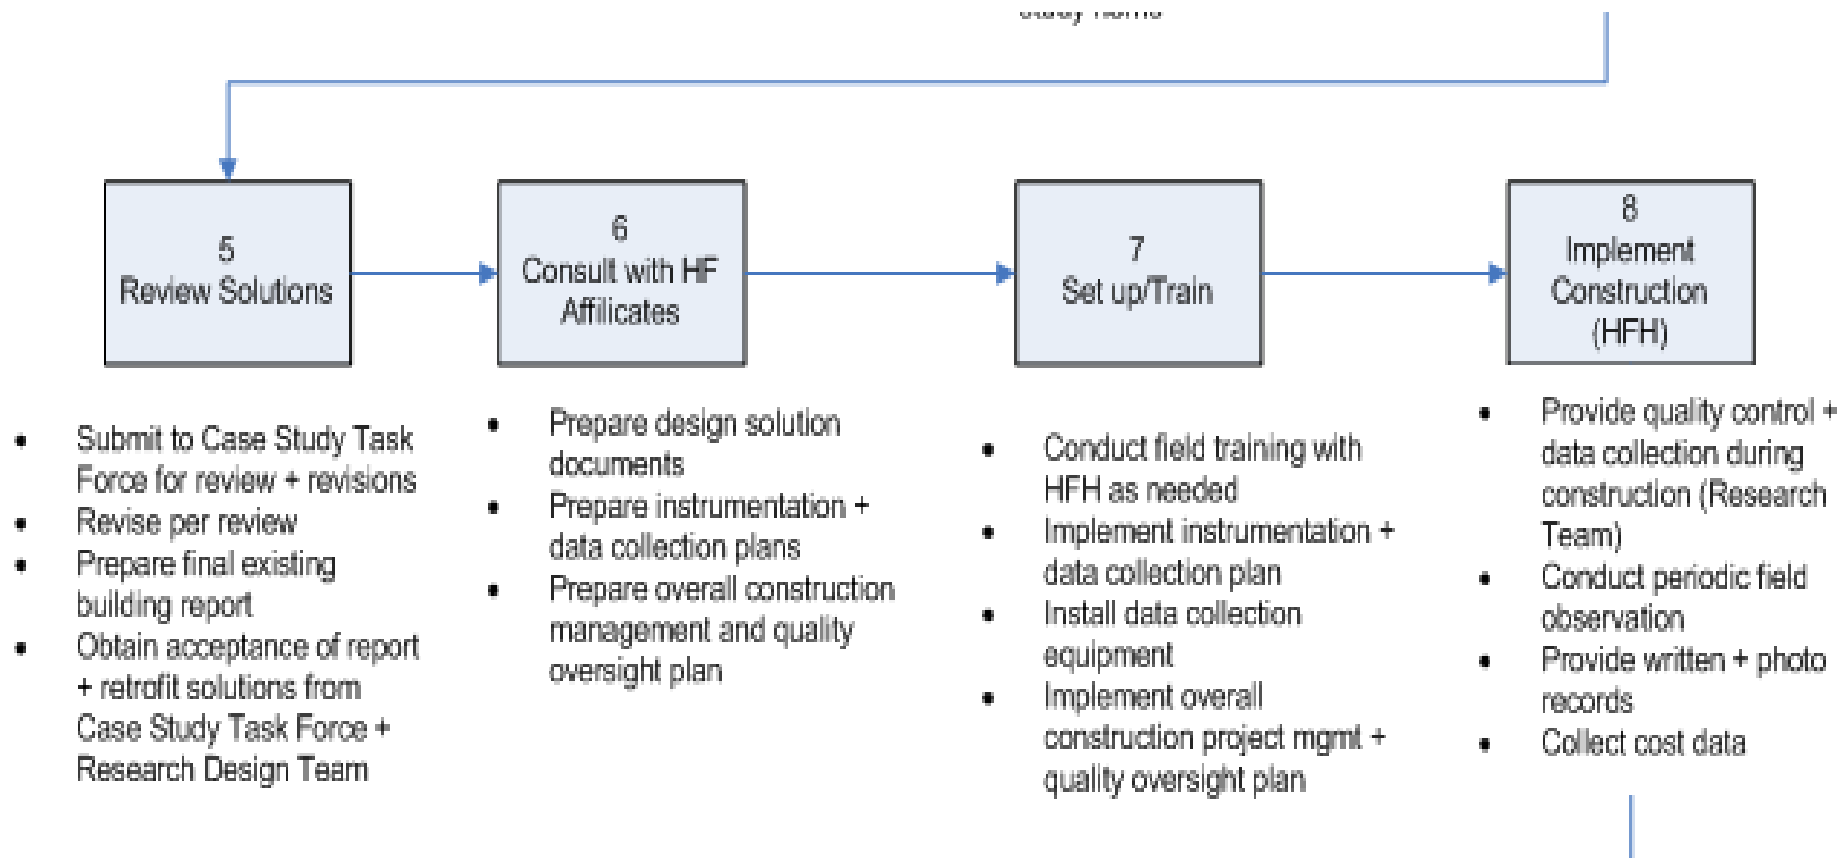 study home
5
Review Solutions
6
Consult with HF
Affilicates
7
Set up/Train
8
Implement
Construction
(HFH)
• Submit to Case Study Task
Force for review + revisions
• Revise per review
• Prepare final existing
building report
• Obtain acceptance of report
+ retrofit solutions from
Case Study Task Force +
Research Design Team
• Prepare design solution
documents
• Prepare instrumentation +
data collection plans
• Prepare overall construction
management and quality
oversight plan
• Conduct field training with
HFH as needed
• Implement instrumentation +
data collection plan
• Install data collection
equipment
• Implement overall
construction project mgmt +
quality oversight plan
• Provide quality control +
data collection during
construction (Research
Team)
• Conduct periodic field
observation
• Provide written + photo
records
• Collect cost data